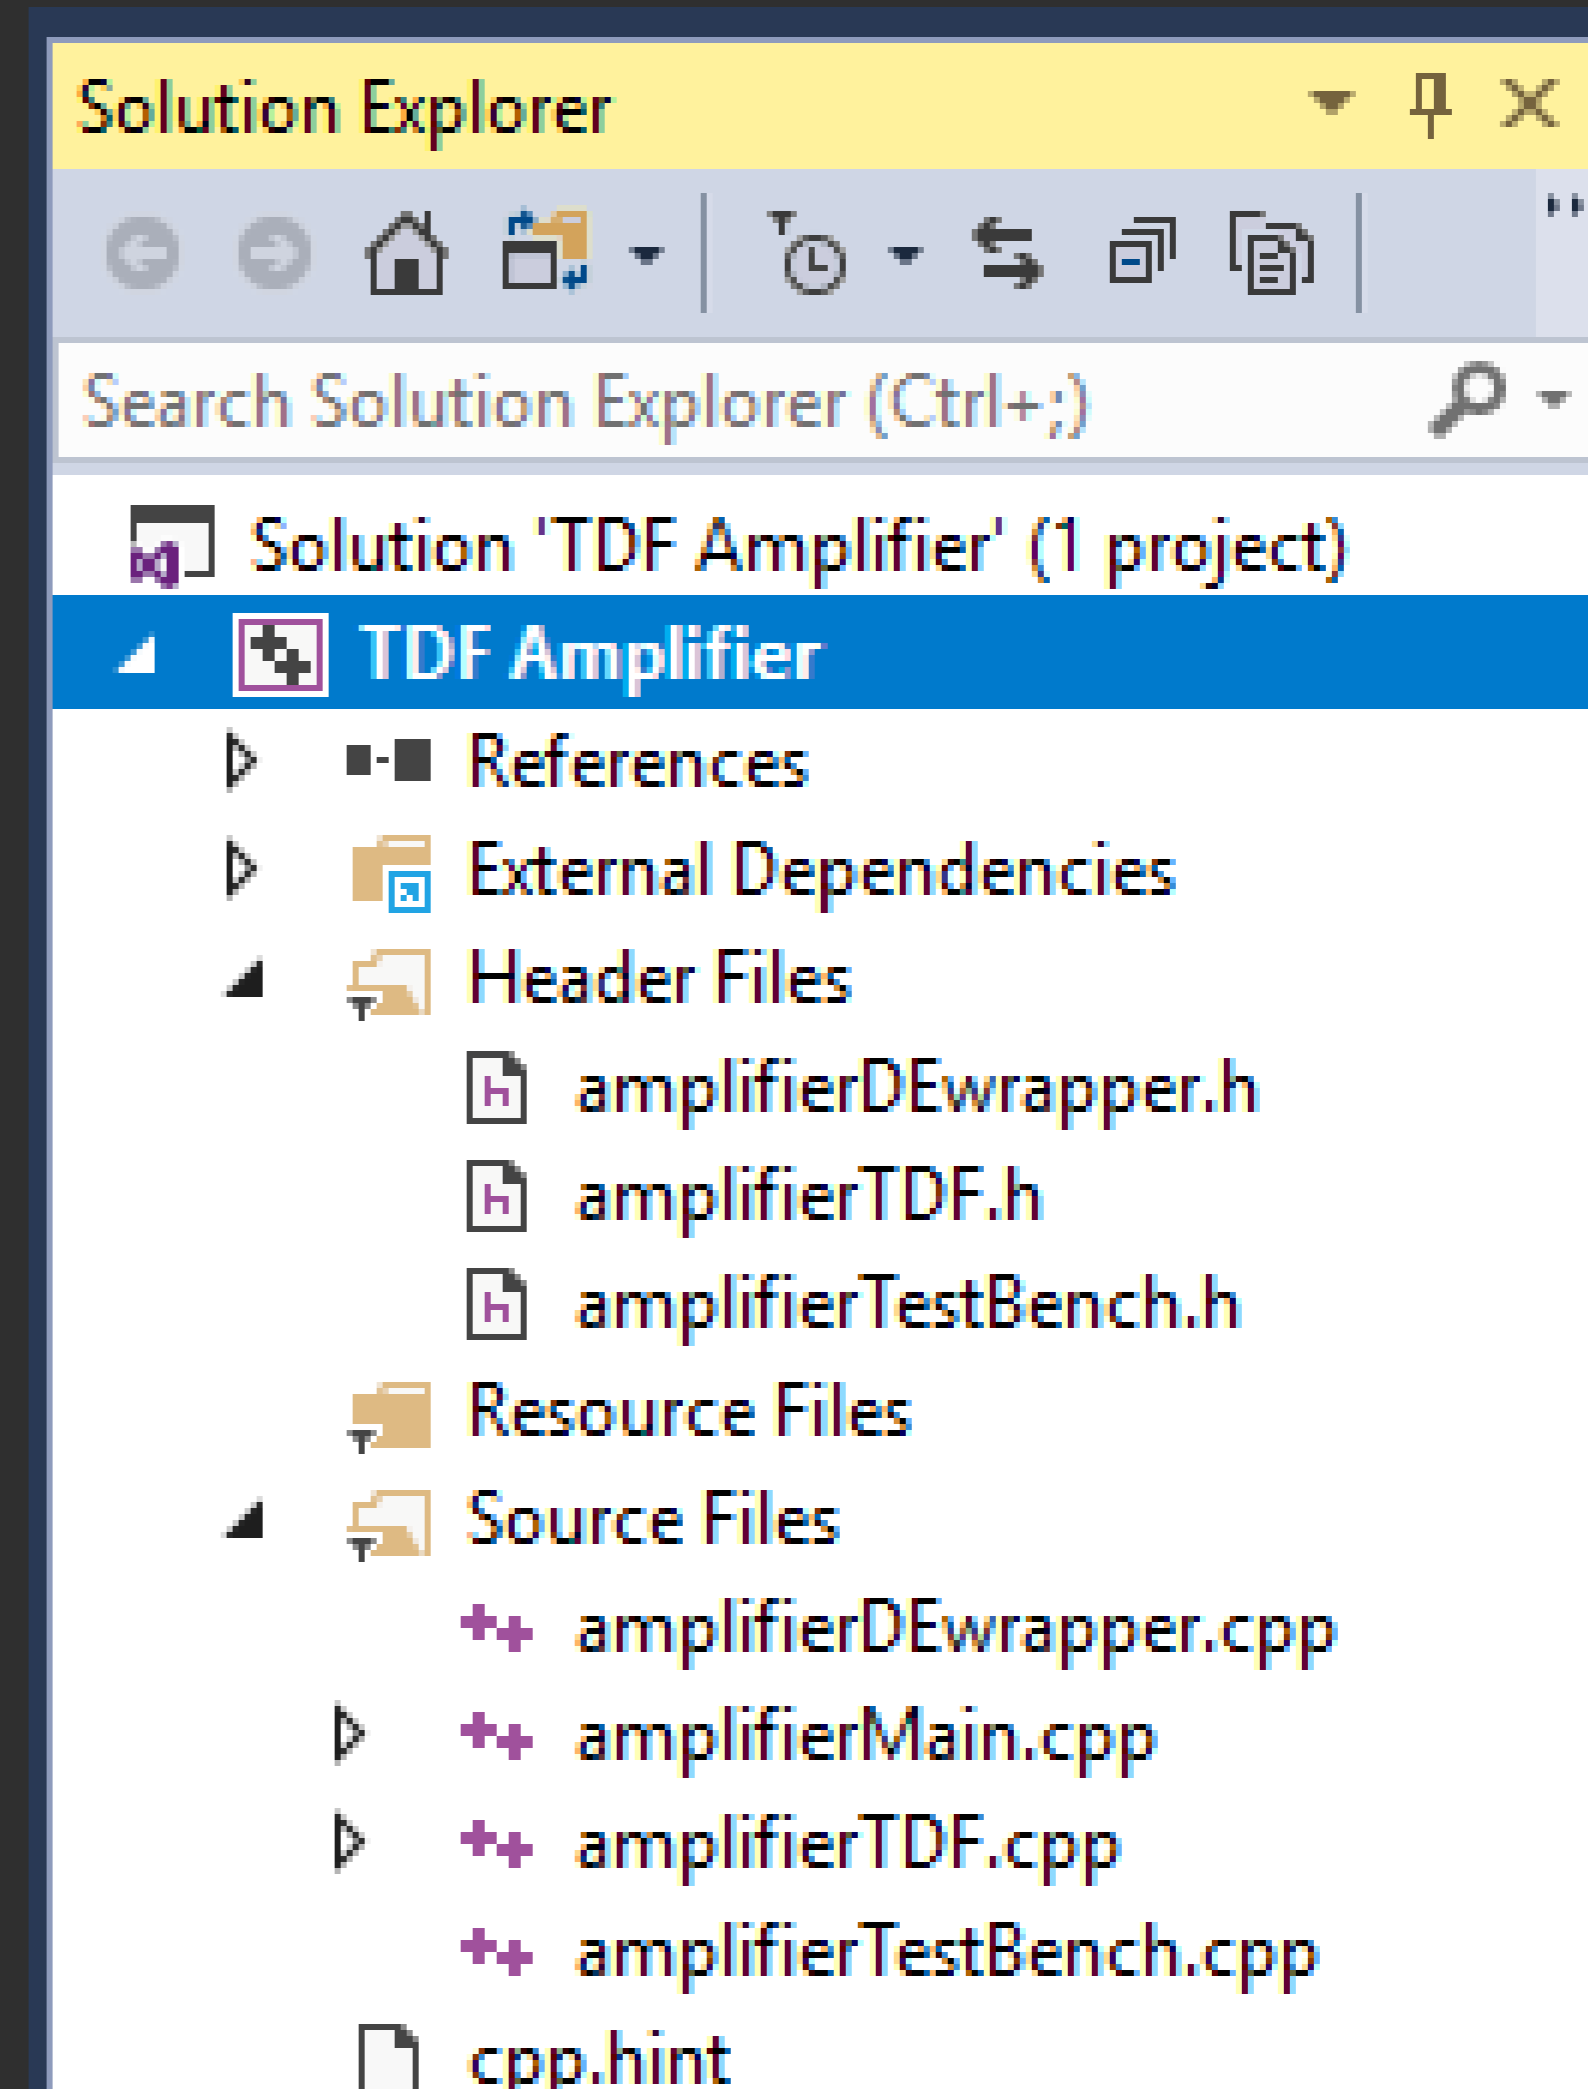 Solution Explorer
Search Solution Explorer (Ctrl+;)
Solution 'TDF Amplifier' (1 project)
TDF Amplifier
References
External Dependencies
Header Files
amplifierDEwrapper.h
amplifierTDF.h
amplifierTestBench.h
Resource Files
Source Files
amplifierDEwrapper.cpp
amplifierMain.cpp
amplifierTDF.cpp
amplifierTestBench.cpp
cpp.hint